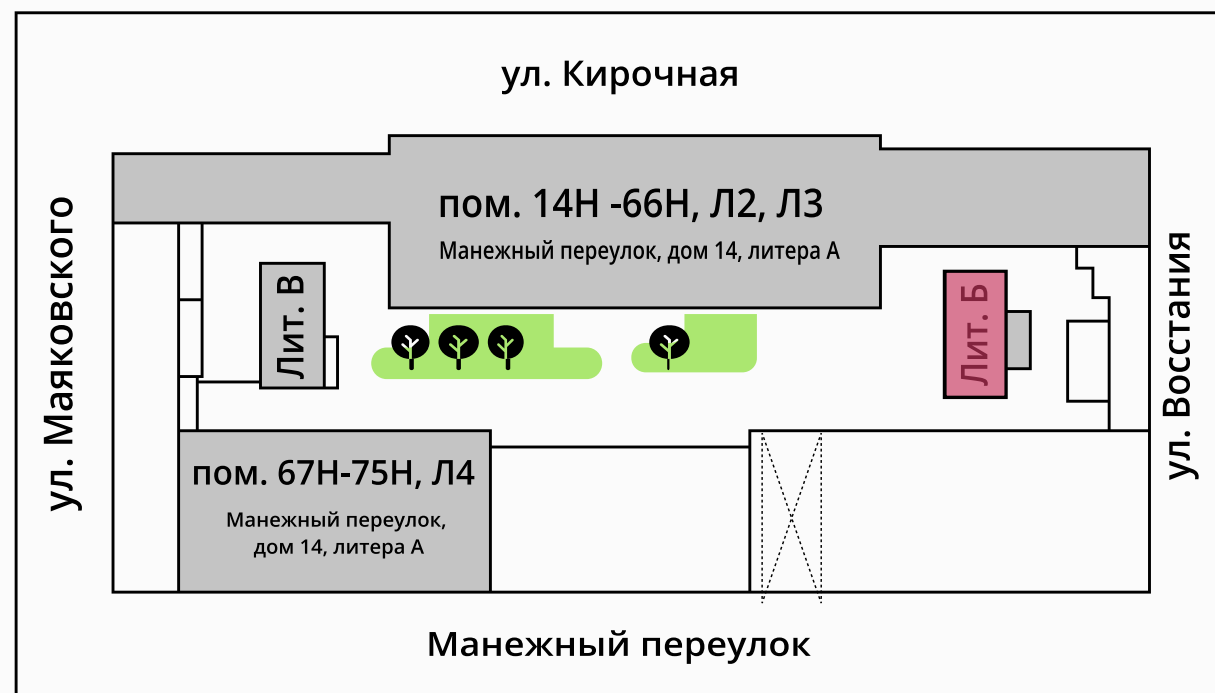 ул. Кирочная
пом. 14Н -66Н, Л2, Л3
Манежный переулок, дом 14, литера А
ул. Маяковского
Лит. В
Лит. Б
ул. Восстания
пом. 67Н-75Н, Л4
Манежный переулок,
дом 14, литера А
Манежный переулок